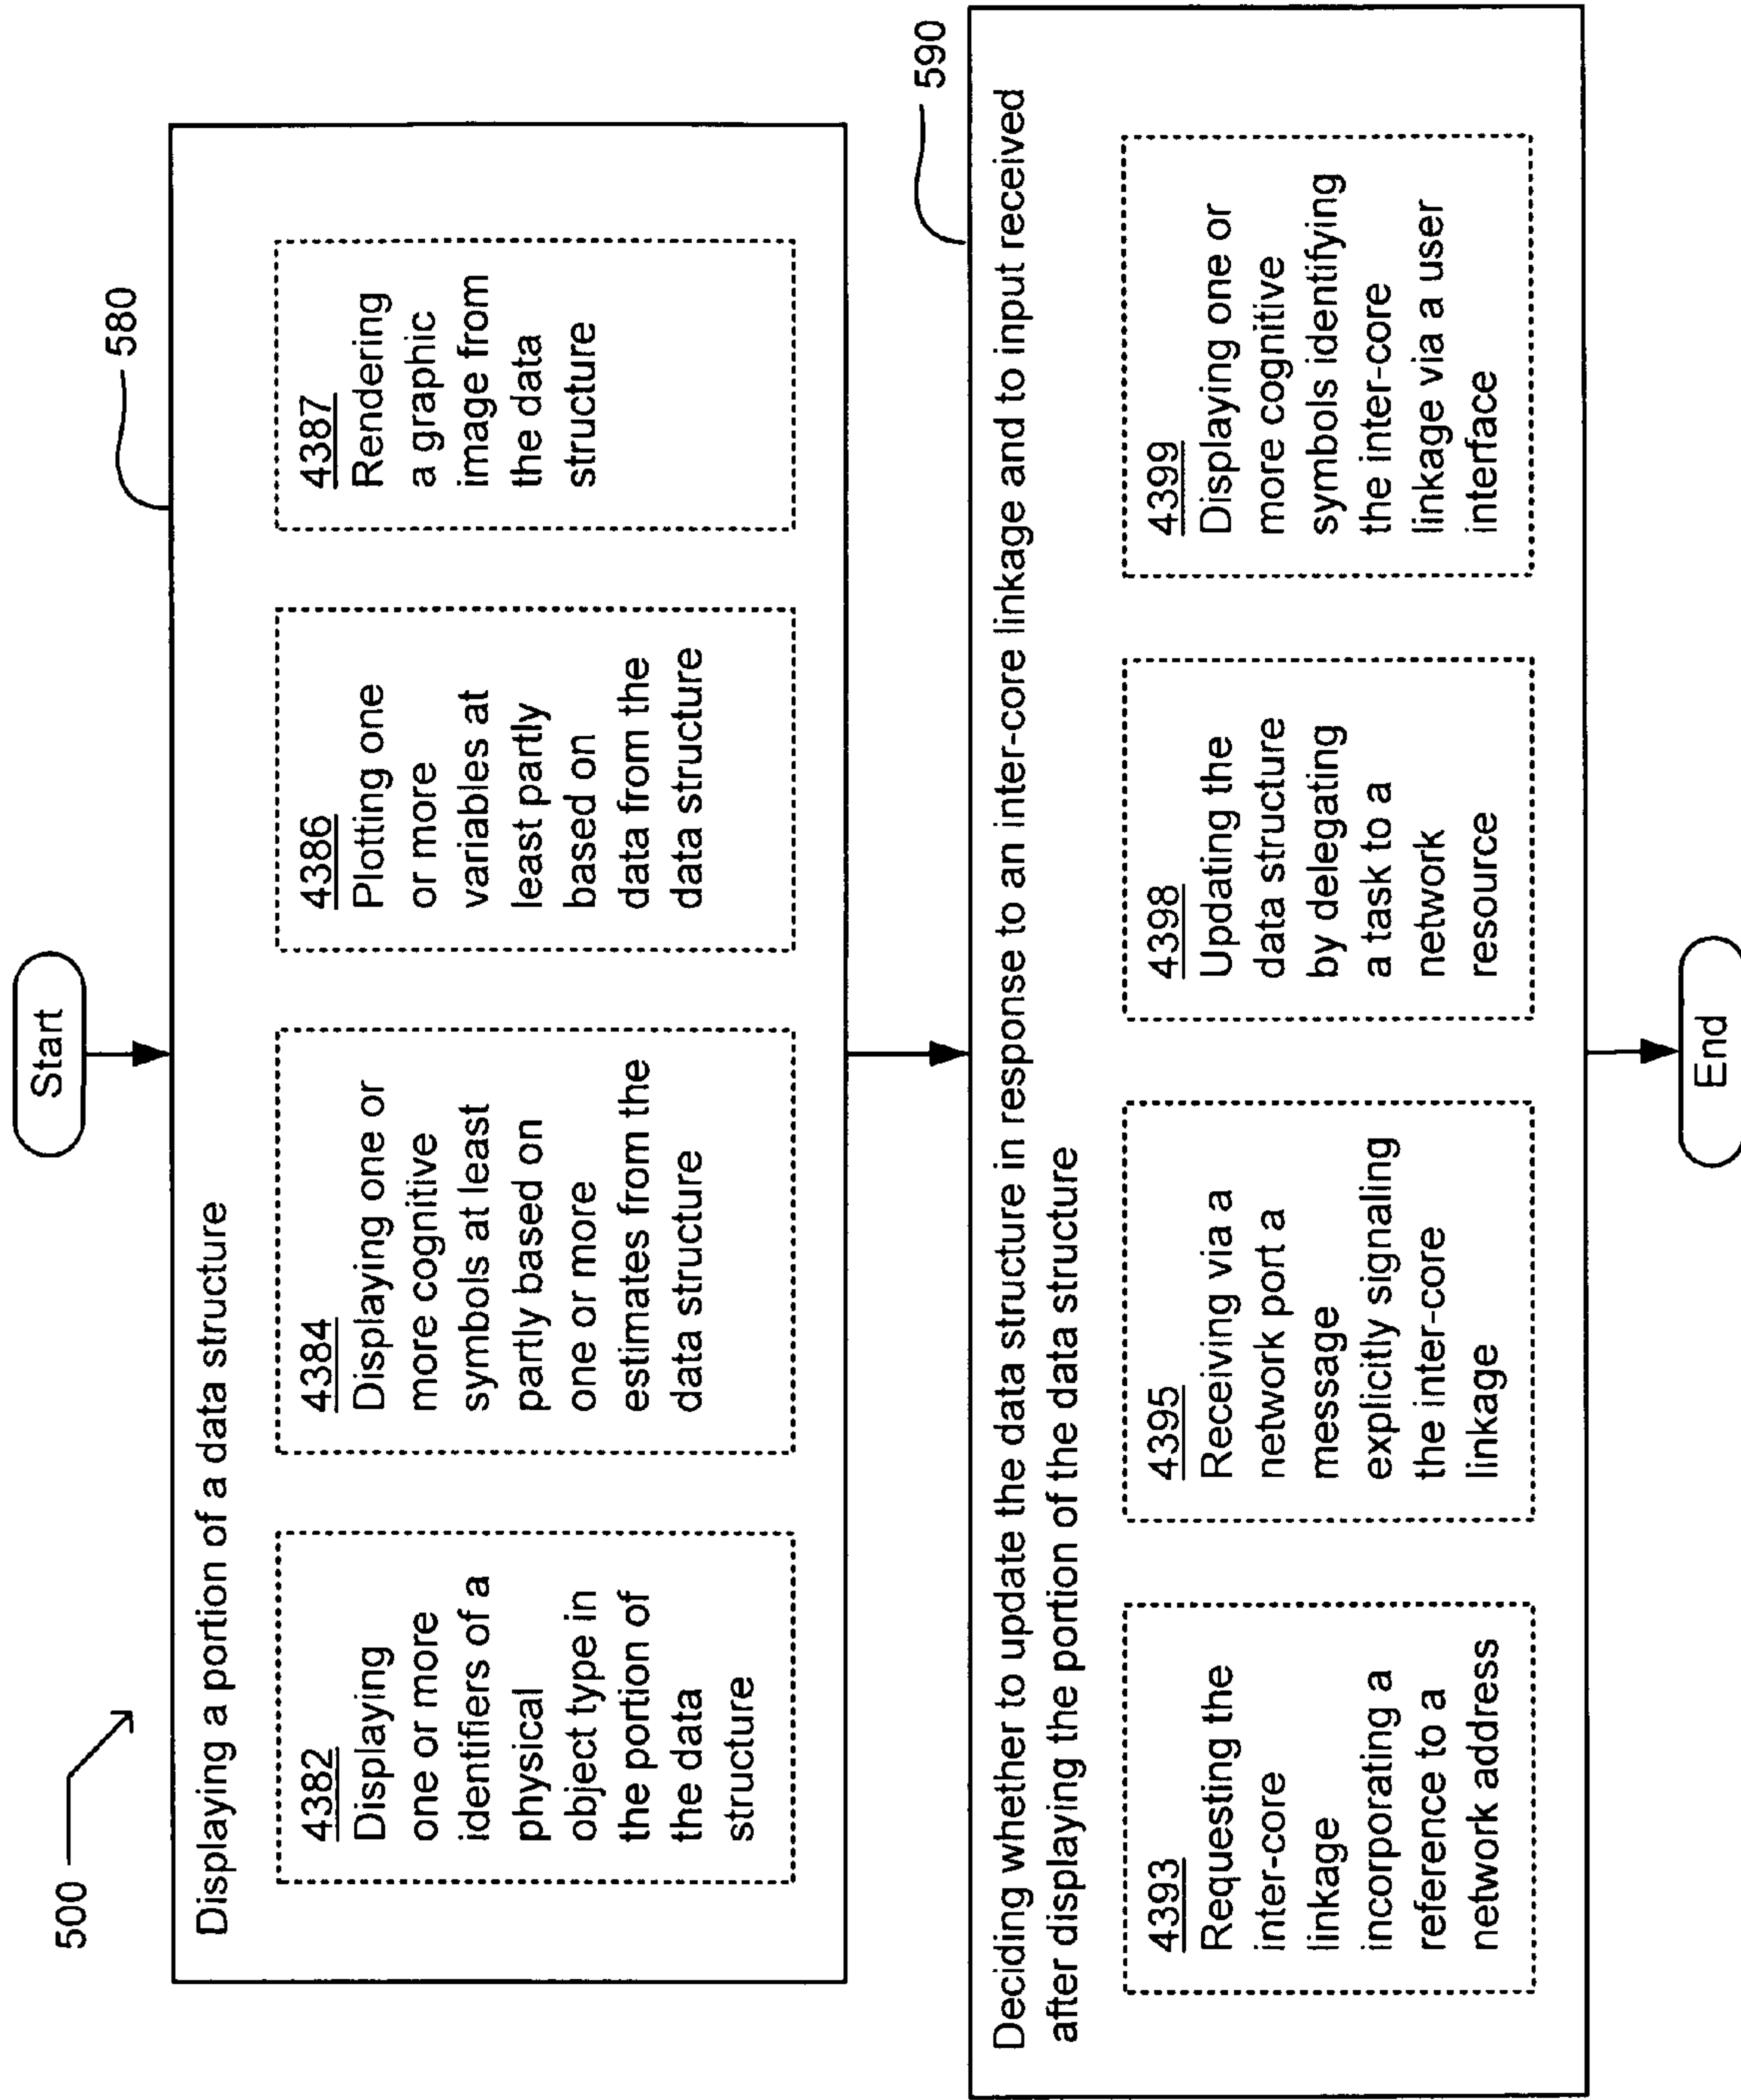 500
Start
580
Displaying a portion of a data structure
4382
Displaying
one or more
identifiers of a
physical
object type in
the portion of
the data
structure
4384
Displaying one or
more cognitive
symbols at least
partly based on
one or more
estimates from the
data structure
4386
Plotting one
or more
variables at
least partly
based on
data from the
data structure
4387
Rendering
a graphic
image from
the data
structure
590
Deciding whether to update the data structure in response to an inter-core linkage and to input received
after displaying the portion of the data structure
4393
Requesting the
inter-core
linkage
incorporating a
reference to a
network address
4395
Receiving via a
network port a
message
explicitly signaling
the inter-core
linkage
4398
Updating the
data structure
by delegating
a task to a
network
resource
4399
Displaying one or
more cognitive
symbols identifying
the inter-core
linkage via a user
interface
End